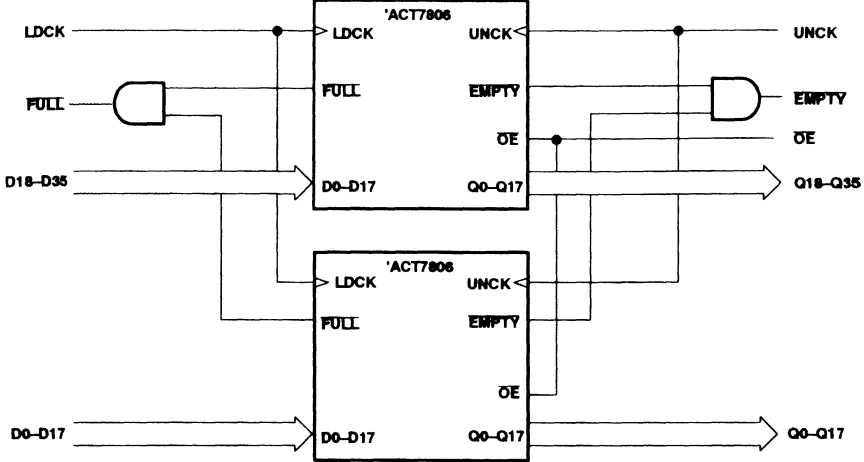 'ACT7806
LDCK
LDCK
UNCK
UNCK
FULL
FULL
EMPTY
EMPTY
OE
OE
D18–D35
D0–D17
Q0–Q17
Q18–Q35
'ACT7806
LDCK
UNCK
FULL
EMPTY
OE
D0–D17
D0–D17
Q0–Q17
Q0–Q17